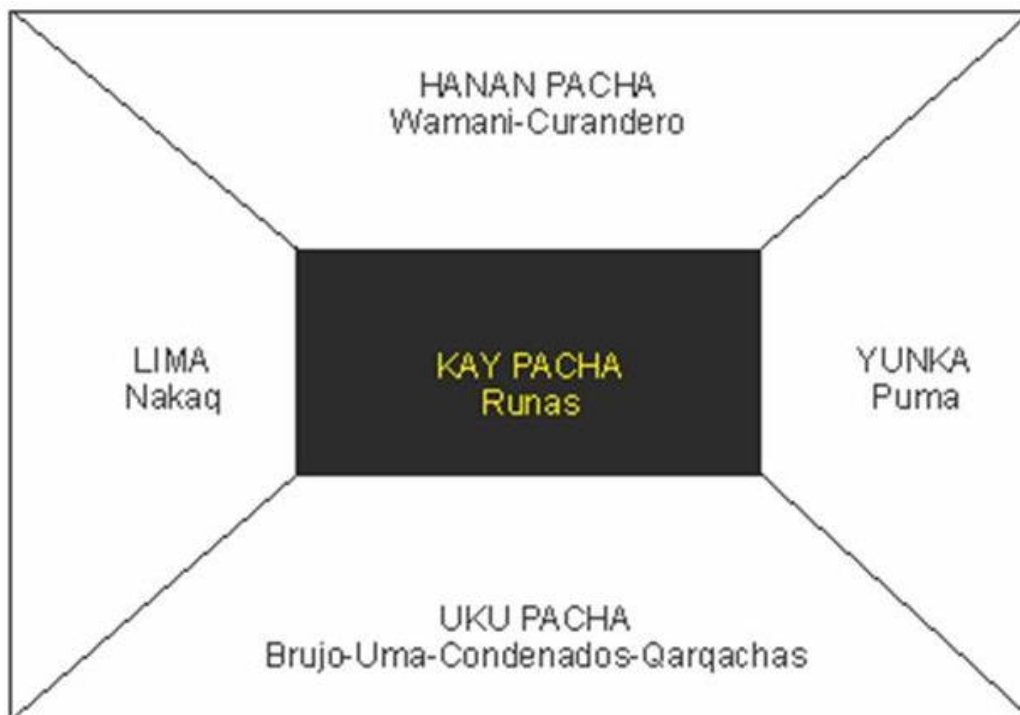 HANAN PACHA
Wamani-Curandero
LIMA
Nakaq
KAY PACHA
Runas
YUNKA
Puma
UKU PACHA
Brujo-Uma-Condenados-Qarqachas